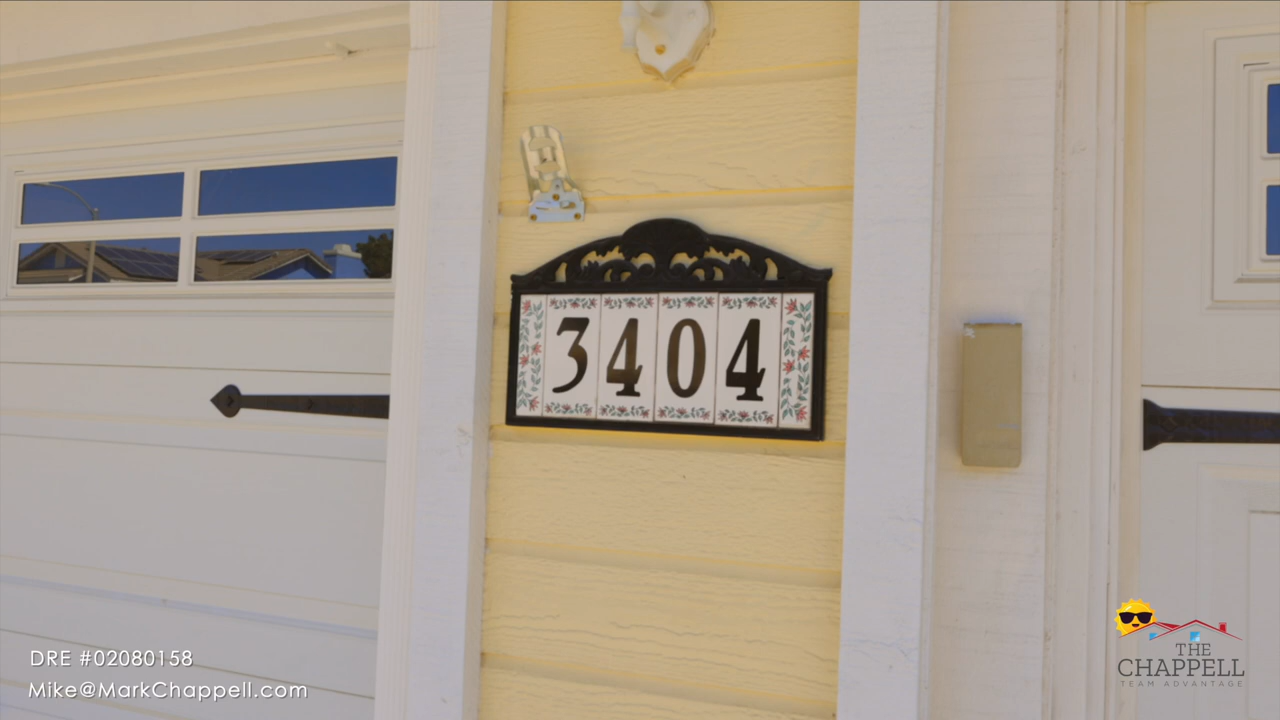 3404
DRE #02080158
Mike@MarkChappell.com
THE
CHAPPELL
TEAM ADVANTAGE